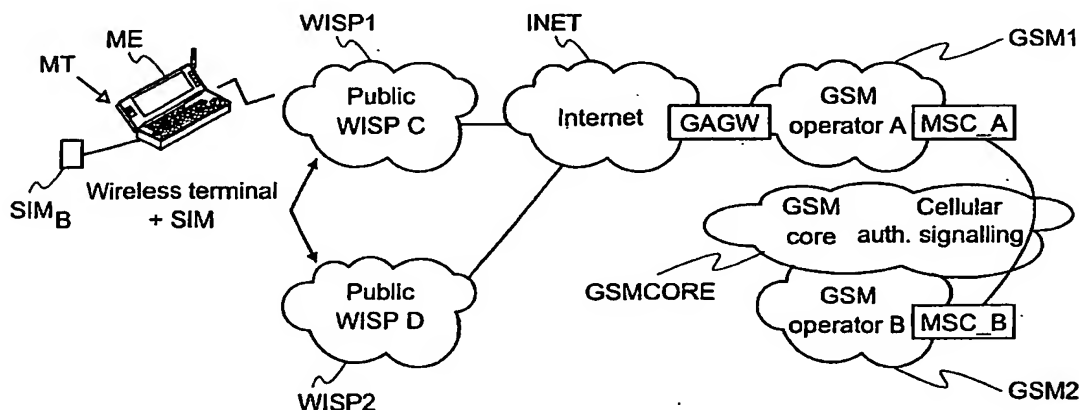 WISP1
INET
GSM1
ME
MT
Public
WISP C
Internet
GAGW
GSM
operator A
MSC_A
SIMB
Wireless terminal
+ SIM
GSM
core
Cellular
auth. signalling
GSMCORE
Public
WISP D
GSM
operator B
MSC_B
WISP2
GSM2